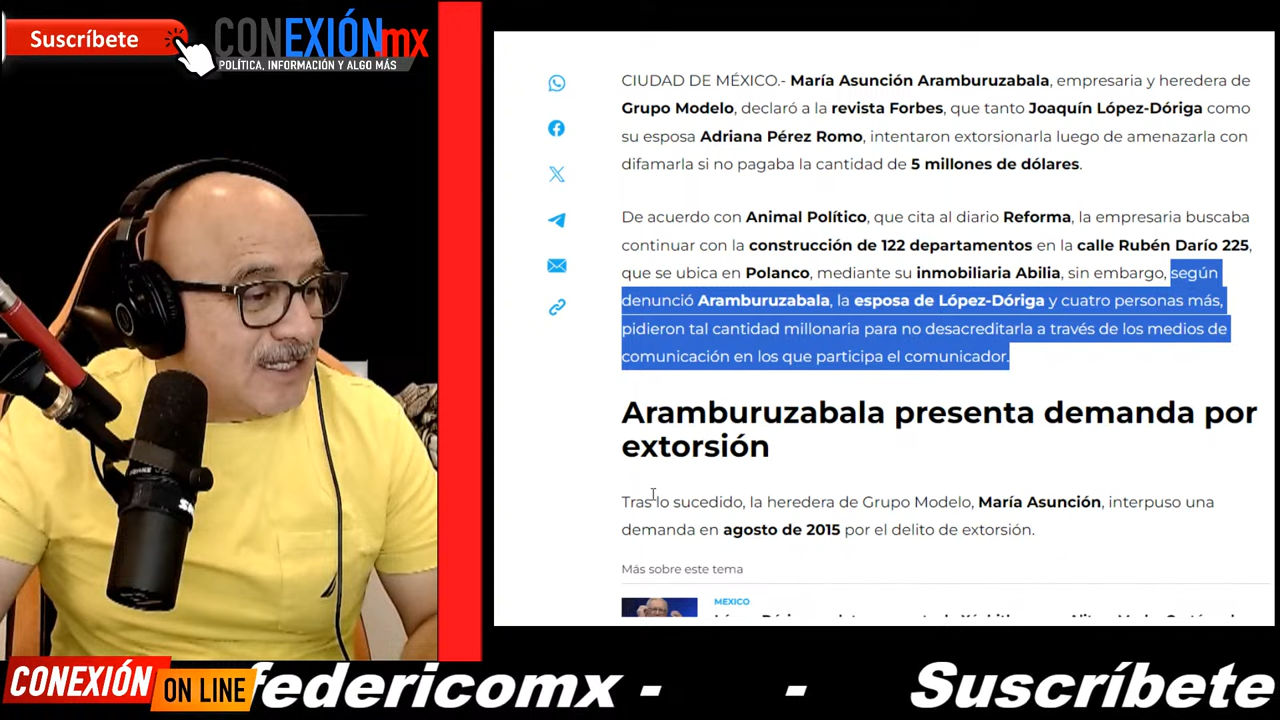 Suscríbete
CONEXIÓN.mx
POLÍTICA, INFORMACIÓN Y ALGO MÁS
CIUDAD DE MÉXICO.- María Asunción Aramburuzabala, empresaria y heredera de
Grupo Modelo, declaró a la revista Forbes, que tanto Joaquín López-Dóriga como
su esposa Adriana Pérez Romo, intentaron extorsionarla luego de amenazarla con
difamarla si no pagaba la cantidad de 5 millones de dólares.
De acuerdo con Animal Político, que cita al diario Reforma, la empresaria buscaba
continuar con la construcción de 122 departamentos en la calle Rubén Darío 225,
que se ubica en Polanco, mediante su inmobiliaria Abilia, sin embargo, según
denunció Aramburuzabala, la esposa de López-Dóriga y cuatro personas más,
pidieron tal cantidad millonaria para no desacreditarla a través de los medios de
comunicación en los que participa el comunicador.
Aramburuzabala presenta demanda por
extorsión
Tras lo sucedido, la heredera de Grupo Modelo, María Asunción, interpuso una
demanda en agosto de 2015 por el delito de extorsión.
Más sobre este tema
MEXICO
CONEXIÓN ON LINE
federicomx - - Suscríbete